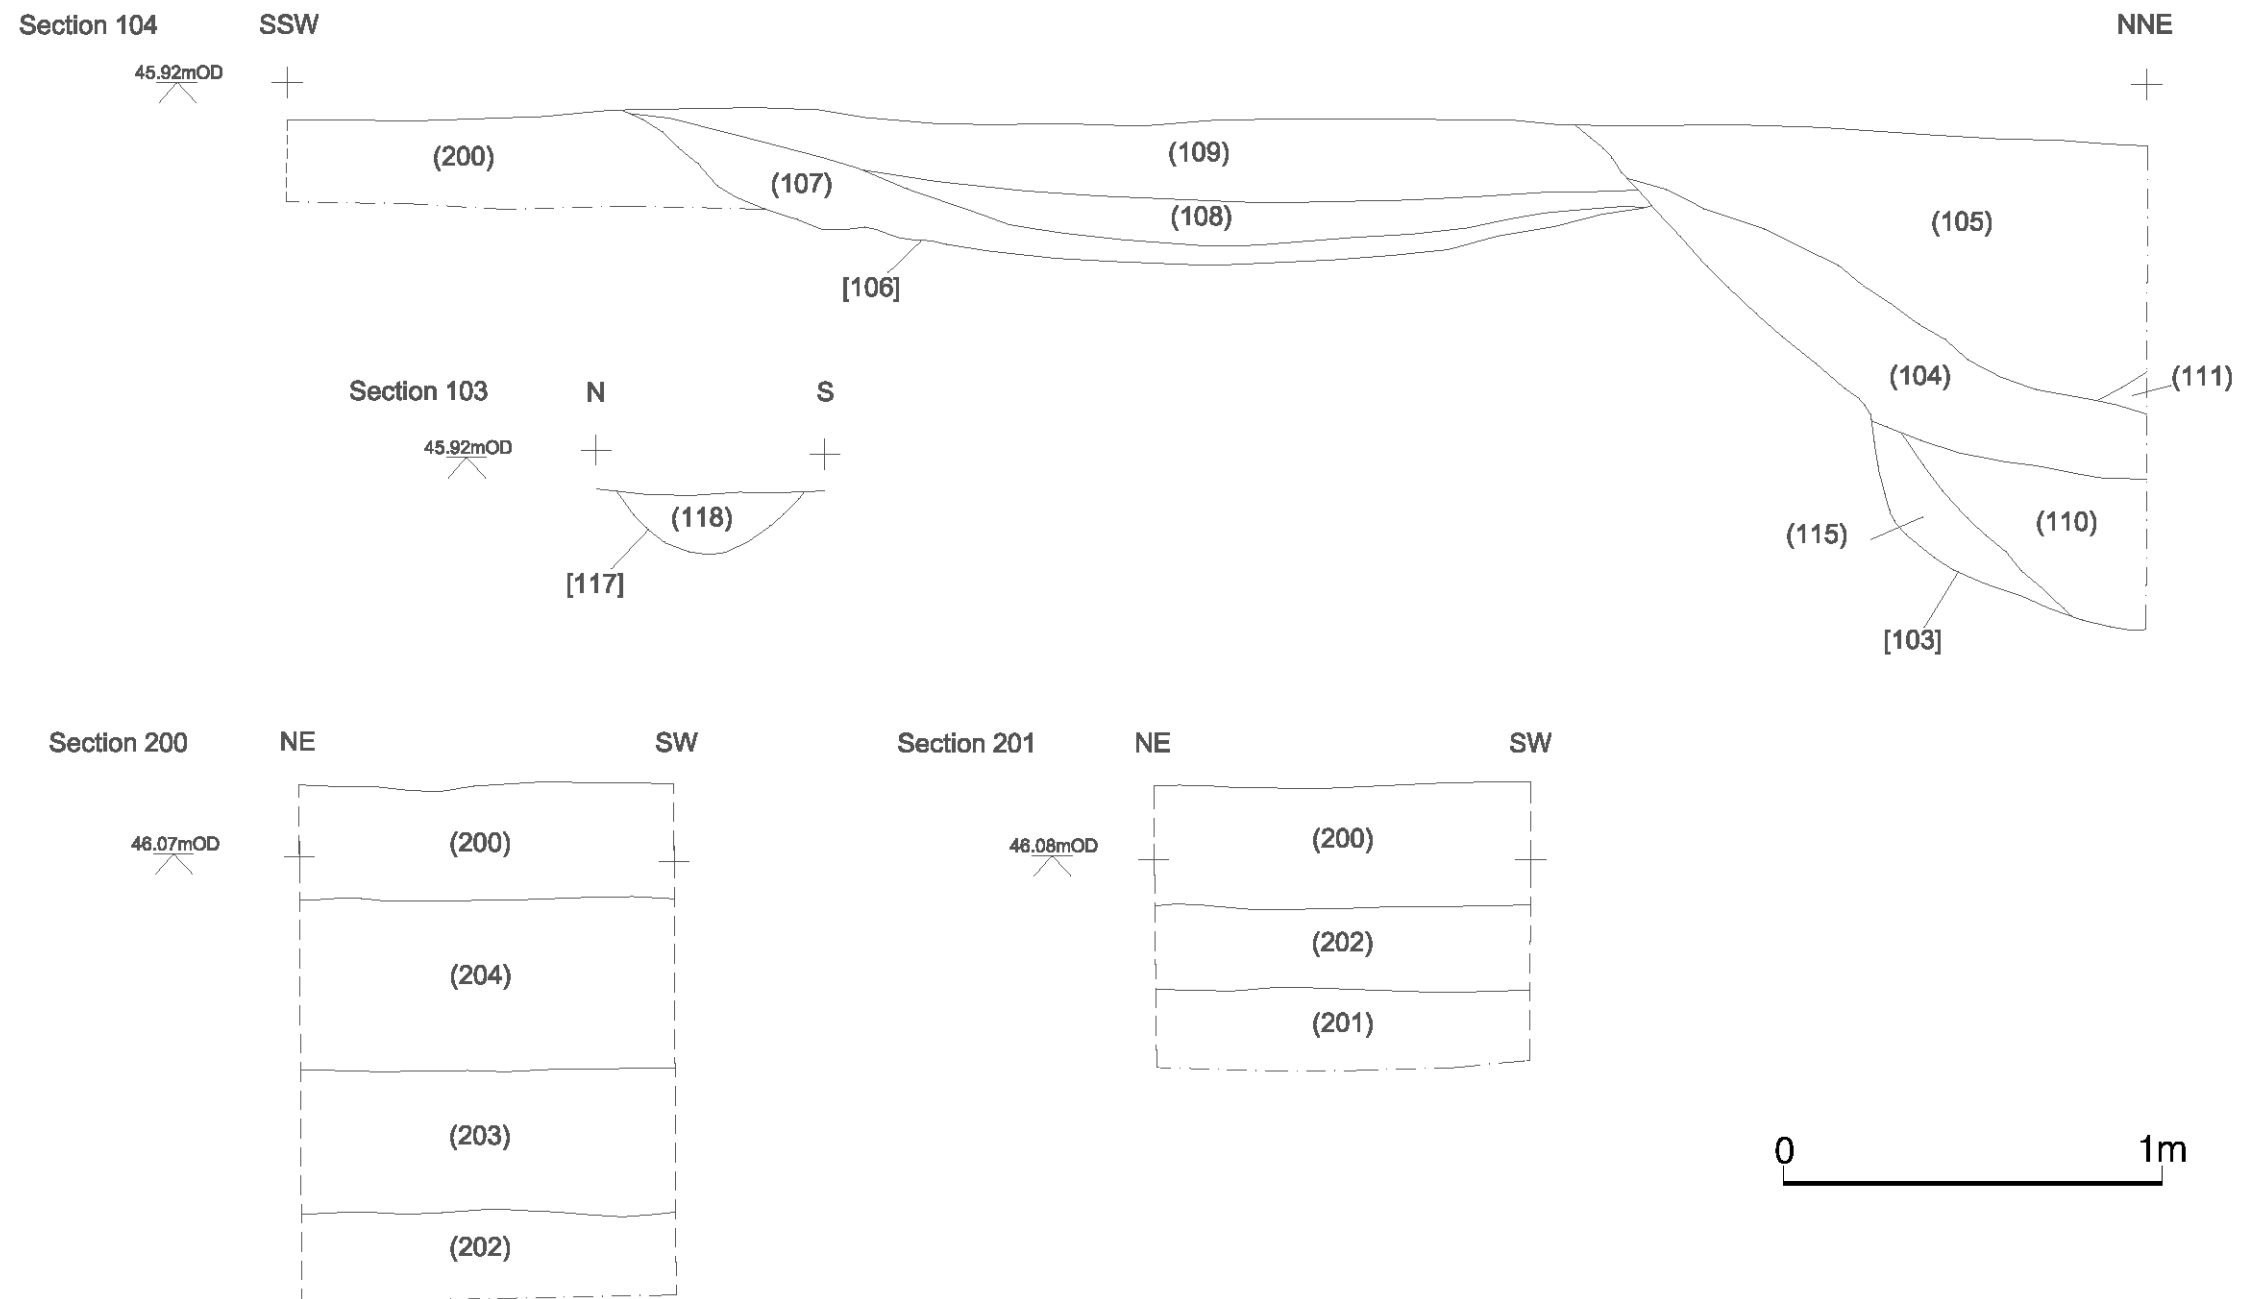 Section 104 SSW NNE
45.92mOD
(200) (109)
(107)
(108) (105)
[106]
(104) (111)
Section 103 N S
45.92mOD
(118)
(115) (110)
[117]
[103]
Section 200 NE SW
46.07mOD
(200)
(204)
(203)
(202)
Section 201 NE SW
46.08mOD
(200)
(202)
(201)
0 1m